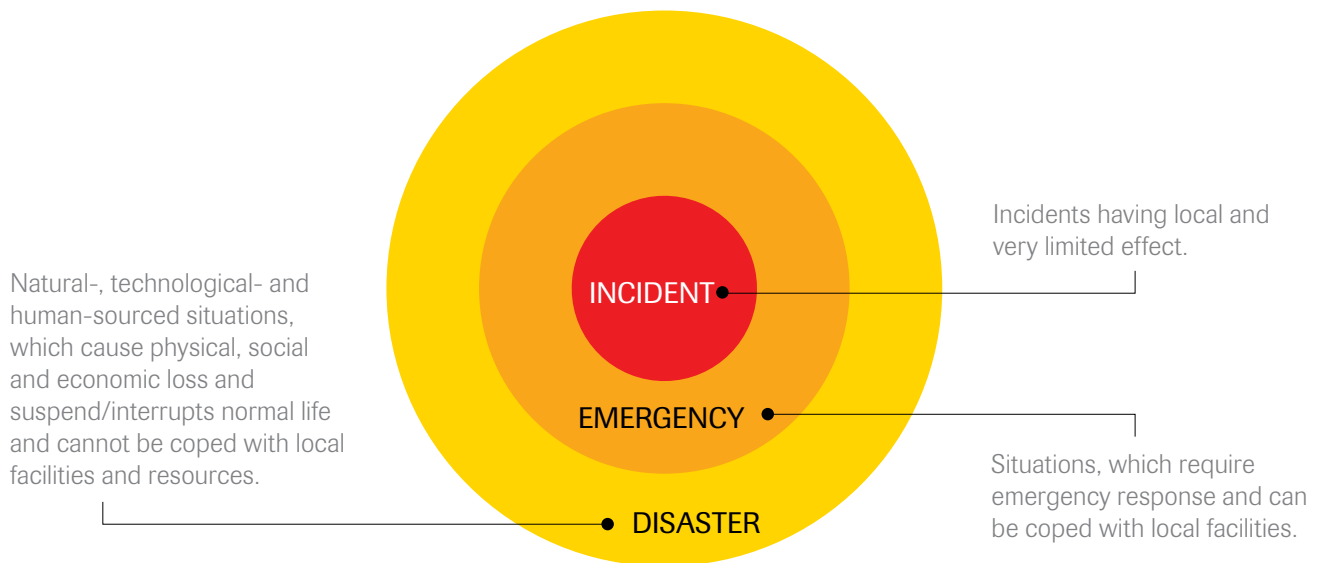 Incidents having local and
very limited effect.
Natural-, technological- and
human-sourced situations,
which cause physical, social
and economic loss and
suspend/interrupts normal life
and cannot be coped with local
facilities and resources.
INCIDENT
EMERGENCY
Situations, which require
emergency response and can
be coped with local facilities.
DISASTER